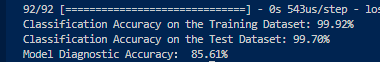 92/92 [==============================] - 0s 543us/step - los
Classification Accuracy on the Training Dataset: 99.92%
Classification Accuracy on the Test Dataset: 99.70%
Model Diagnostic Accuracy:  85.61%